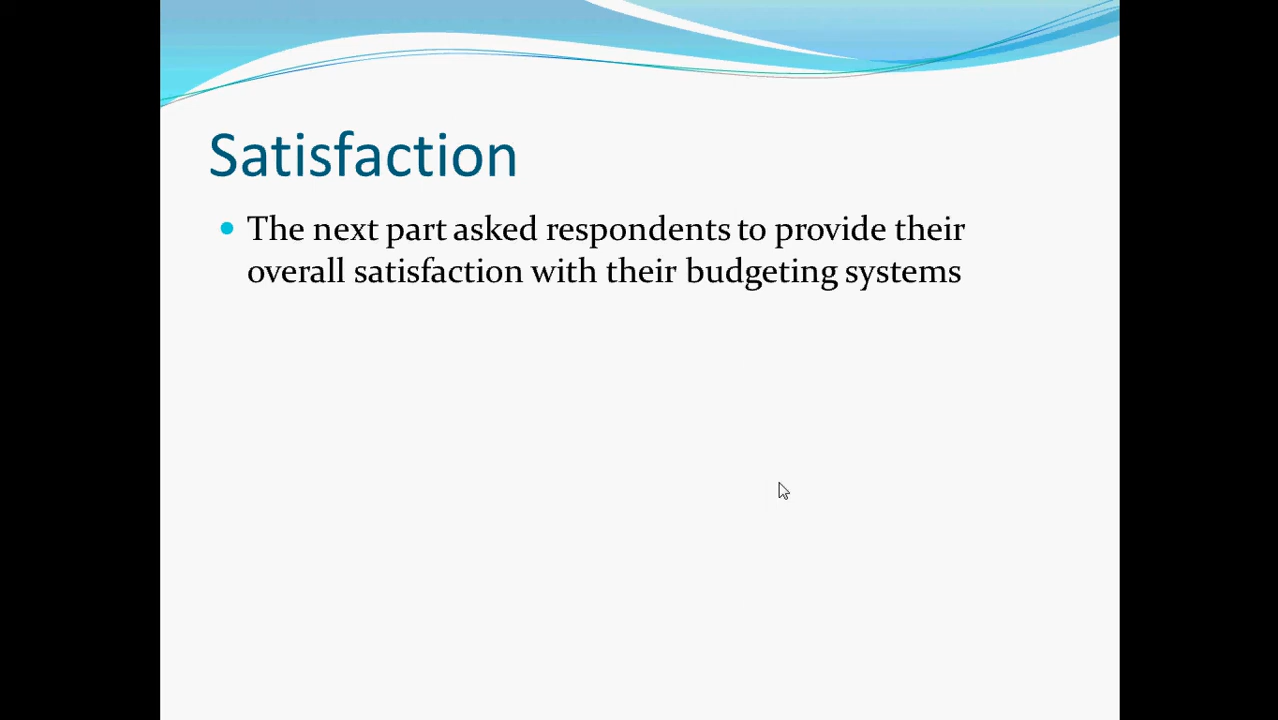 Satisfaction
The next part asked respondents to provide their
overall satisfaction with their budgeting systems